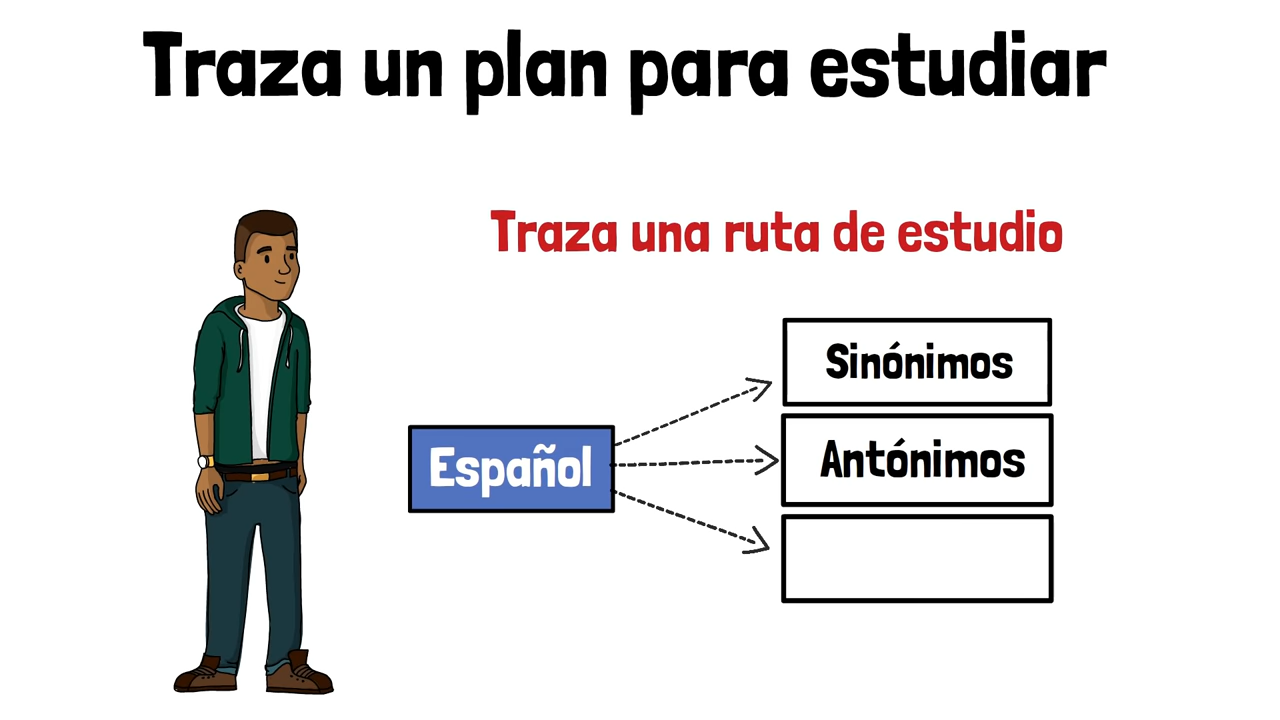 Traza un plan para estudiar
Traza una ruta de estudio
Español
Sinónimos
Antónimos